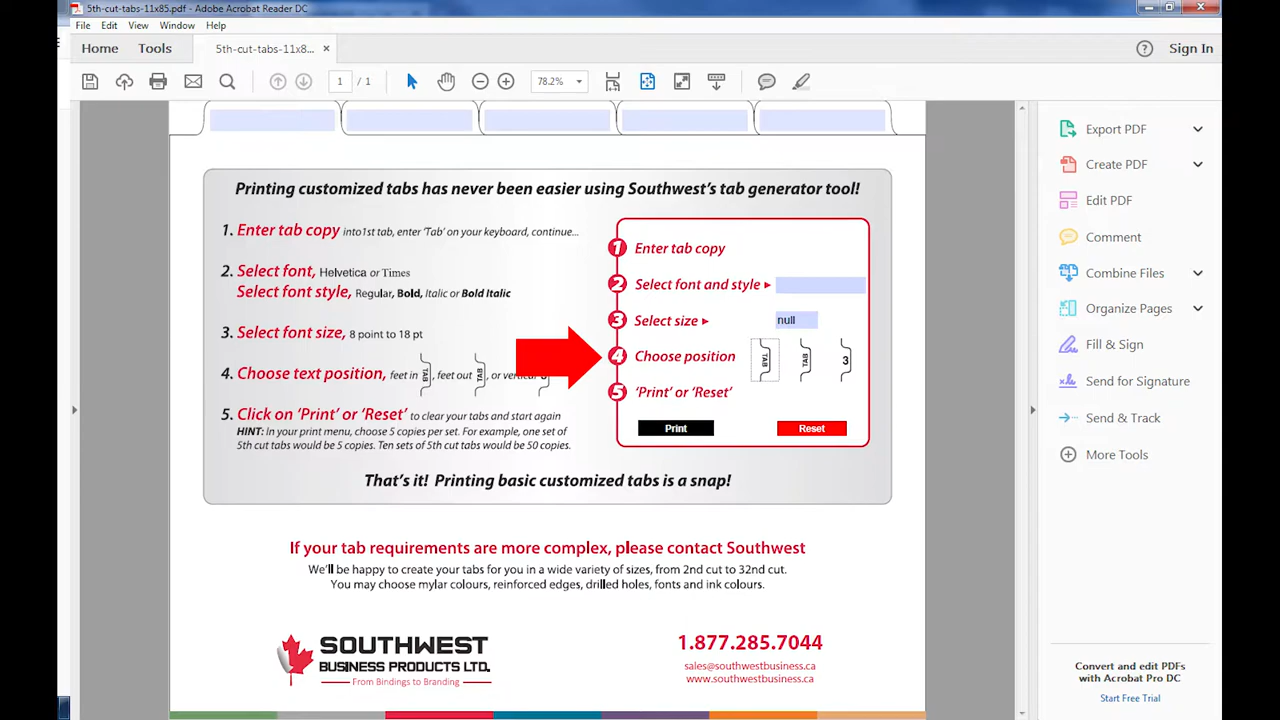 5th-cut-tabs-11x85.pdf - Adobe Acrobat Reader DC
File Edit View Window Help
Home Tools 5th-cut-tabs-11x8... × Sign In
1 / 1 78.2%
Printing customized tabs has never been easier using Southwest's tab generator tool!
1. Enter tab copy into1st tab, enter 'Tab' on your keyboard, continue...
2. Select font, Helvetica or Times
Select font style, Regular, Bold, Italic or Bold Italic
3. Select font size, 8 point to 18 pt
4. Choose text position, feet in TAB, feet out TAB, or vertical
5. Click on 'Print' or 'Reset' to clear your tabs and start again
HINT: In your print menu, choose 5 copies per set. For example, one set of
5th cut tabs would be 5 copies. Ten sets of 5th cut tabs would be 50 copies.
1 Enter tab copy
2 Select font and style ▸
3 Select size ▸ null
4 Choose position TAB TAB 3
5 'Print' or 'Reset'
Print Reset
That's it! Printing basic customized tabs is a snap!
If your tab requirements are more complex, please contact Southwest
We'll be happy to create your tabs for you in a wide variety of sizes, from 2nd cut to 32nd cut.
You may choose mylar colours, reinforced edges, drilled holes, fonts and ink colours.
SOUTHWEST
BUSINESS PRODUCTS LTD.
From Bindings to Branding
1.877.285.7044
sales@southwestbusiness.ca
www.southwestbusiness.ca
Export PDF
Create PDF
Edit PDF
Comment
Combine Files
Organize Pages
Fill & Sign
Send for Signature
Send & Track
More Tools
Convert and edit PDFs
with Acrobat Pro DC
Start Free Trial